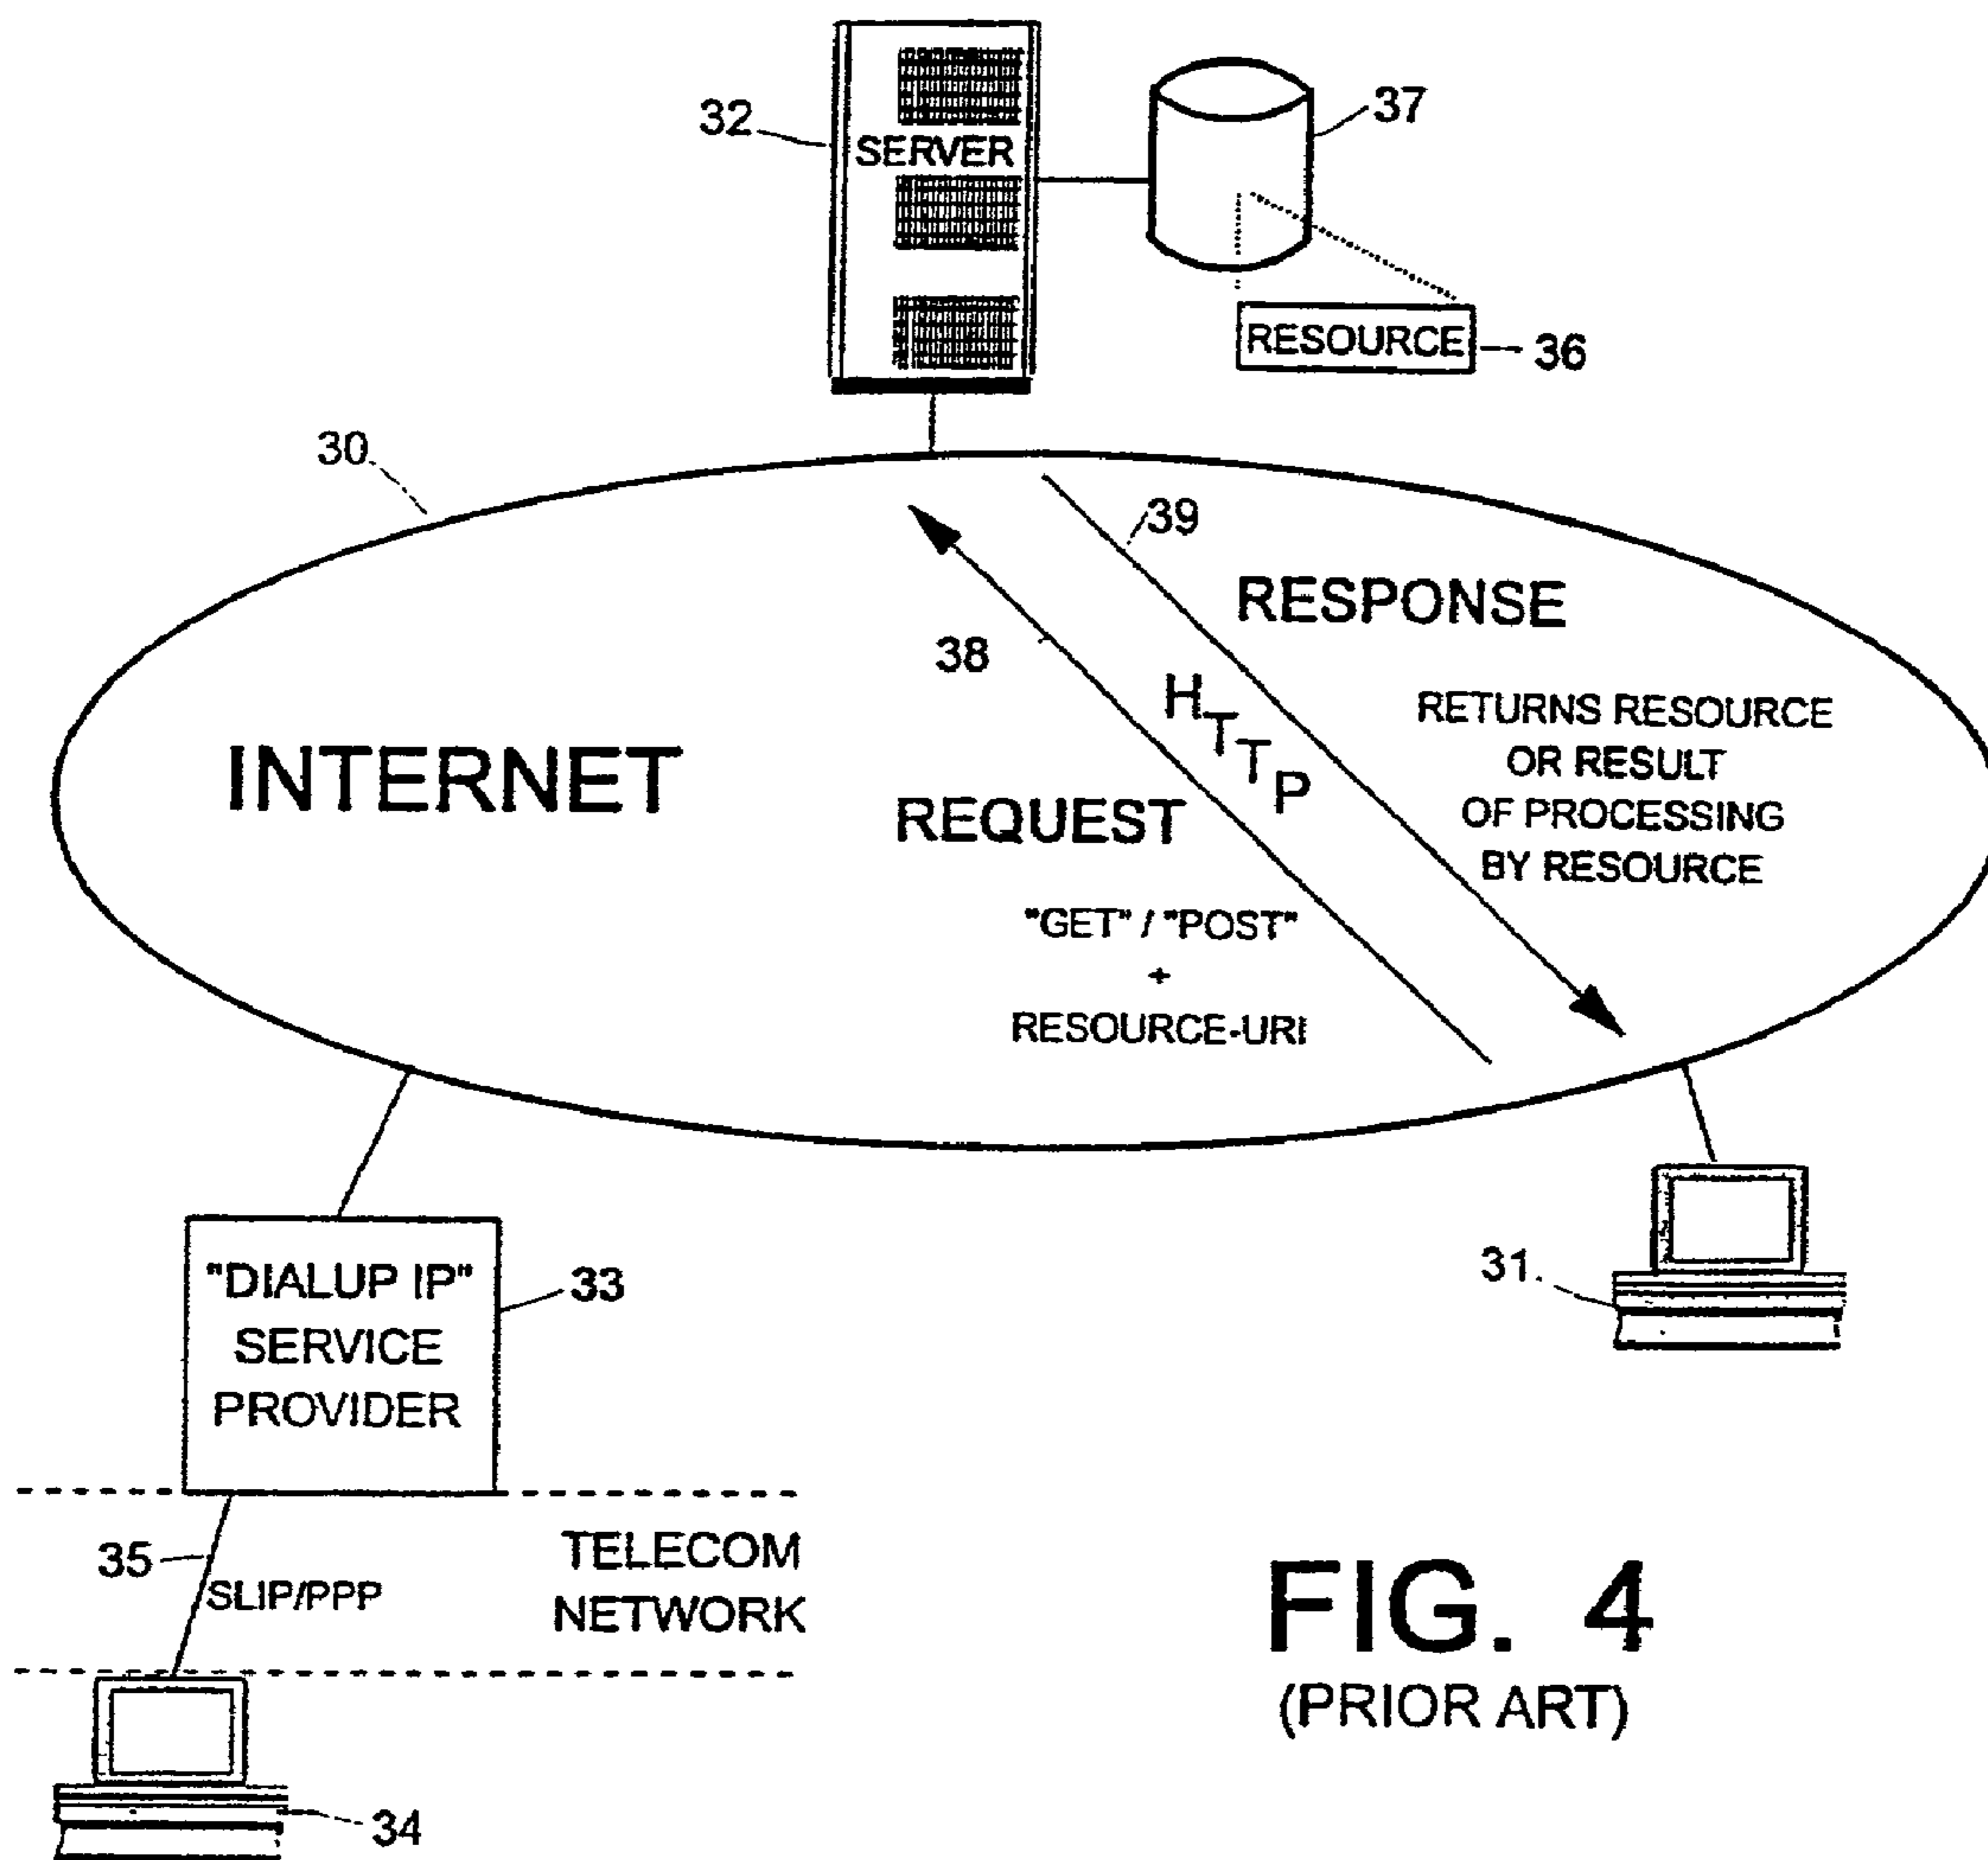 32
SERVER
37
RESOURCE
36
30
39
RESPONSE
38
HTTP
RETURNS RESOURCE
OR RESULT
OF PROCESSING
BY RESOURCE
INTERNET
REQUEST
"GET" / "POST"
+
RESOURCE-URI
"DIALUP IP"
SERVICE
PROVIDER
33
31
35
SLIP/PPP
TELECOM
NETWORK
34
FIG. 4
(PRIOR ART)